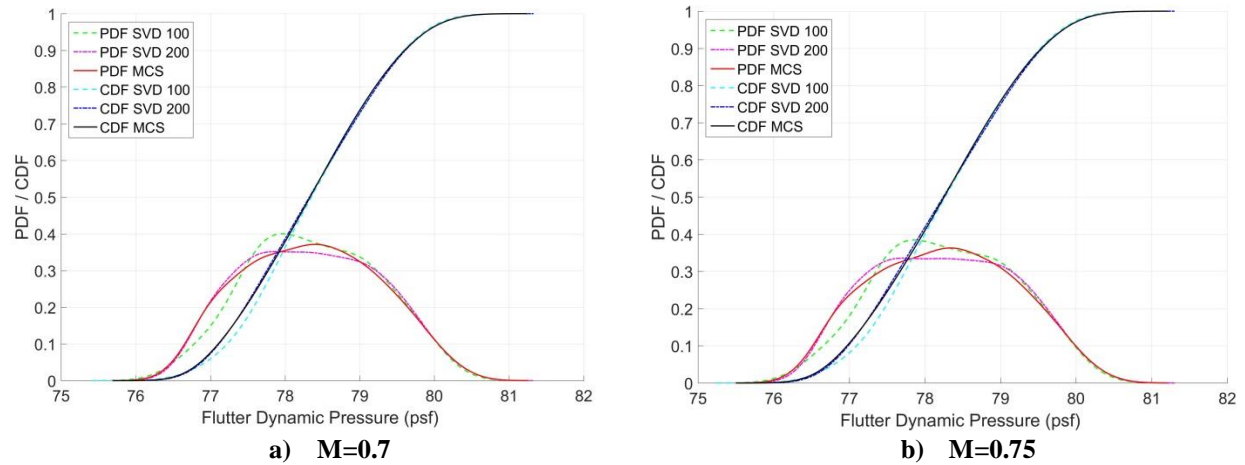 1
0.9
0.8
0.7
0.6
0.5
0.4
0.3
0.2
0.1
0
PDF / CDF
PDF SVD 100
PDF SVD 200
PDF MCS
CDF SVD 100
CDF SVD 200
CDF MCS
75 76 77 78 79 80 81 82
Flutter Dynamic Pressure (psf)
a) M=0.7
1
0.9
0.8
0.7
0.6
0.5
0.4
0.3
0.2
0.1
0
PDF / CDF
PDF SVD 100
PDF SVD 200
PDF MCS
CDF SVD 100
CDF SVD 200
CDF MCS
75 76 77 78 79 80 81 82
Flutter Dynamic Pressure (psf)
b) M=0.75